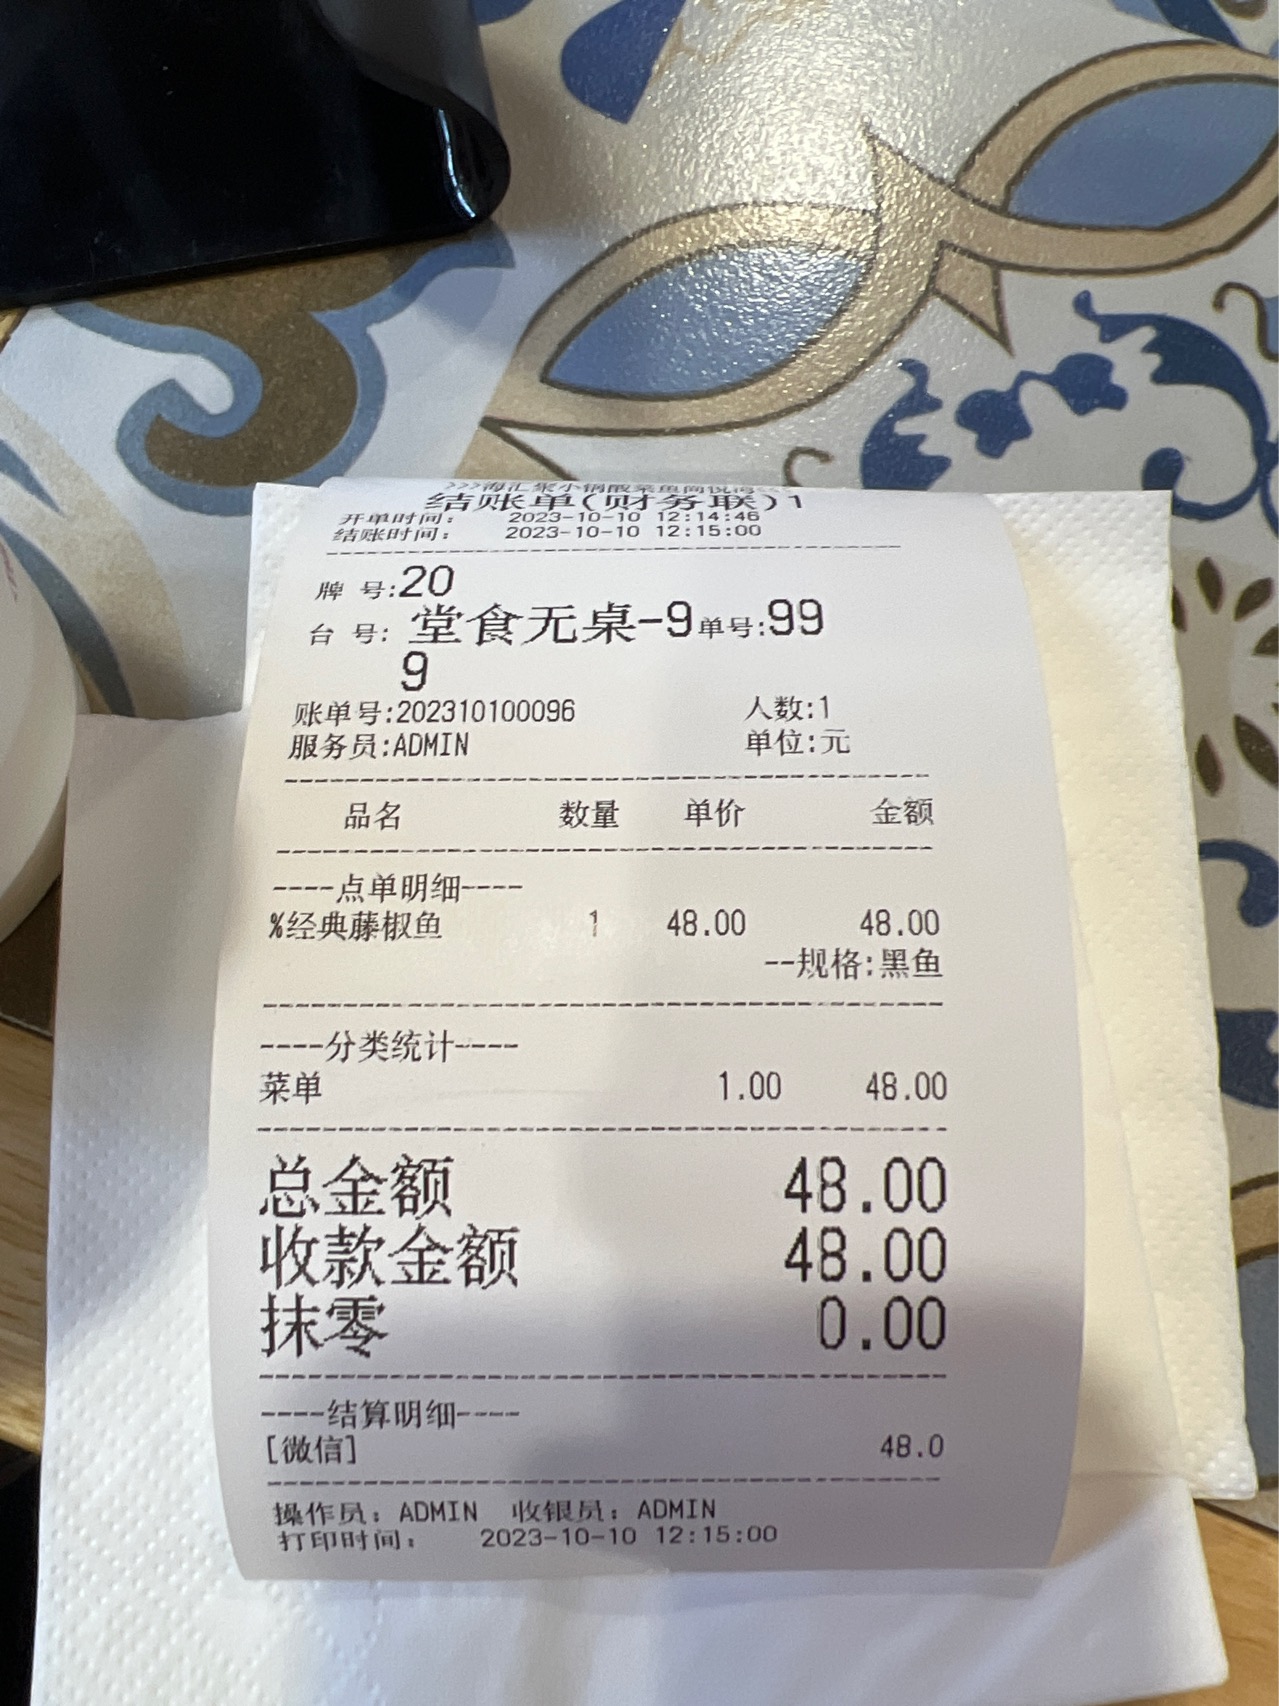 结账单(财务联)1
开单时间: 2023-10-10 12:14:46
结账时间: 2023-10-10 12:15:00
牌 号:20
台 号: 堂食无桌-9单号:99
9
账单号:202310100096 人数:1
服务员:ADMIN 单位:元
品名 数量 单价 金额
----点单明细----
%经典藤椒鱼 1 48.00 48.00
--规格:黑鱼
----分类统计----
菜单 1.00 48.00
总金额 48.00
收款金额 48.00
抹零 0.00
----结算明细----
[微信] 48.0
操作员: ADMIN 收银员: ADMIN
打印时间: 2023-10-10 12:15:00